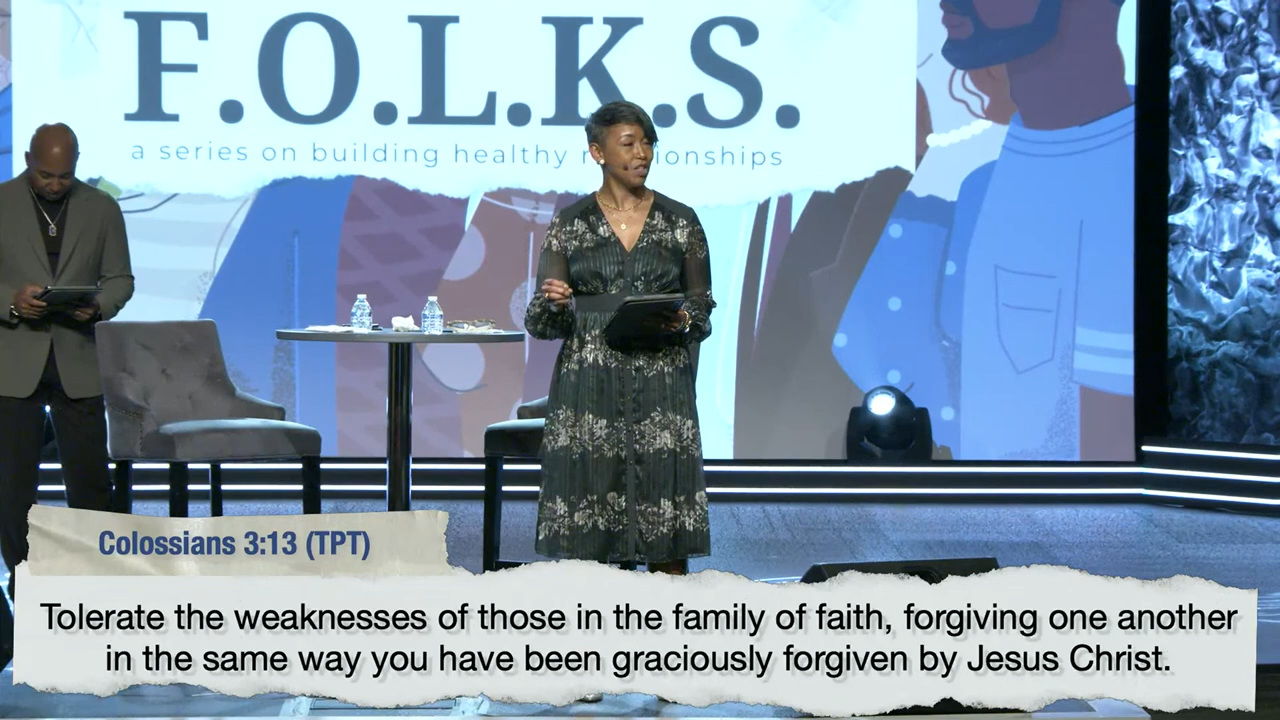 F.O.L.K.S.
a series on building healthy
Colossians 3:13 (TPT)
Tolerate the weaknesses of those in the family of faith, forgiving one another
in the same way you have been graciously forgiven by Jesus Christ.